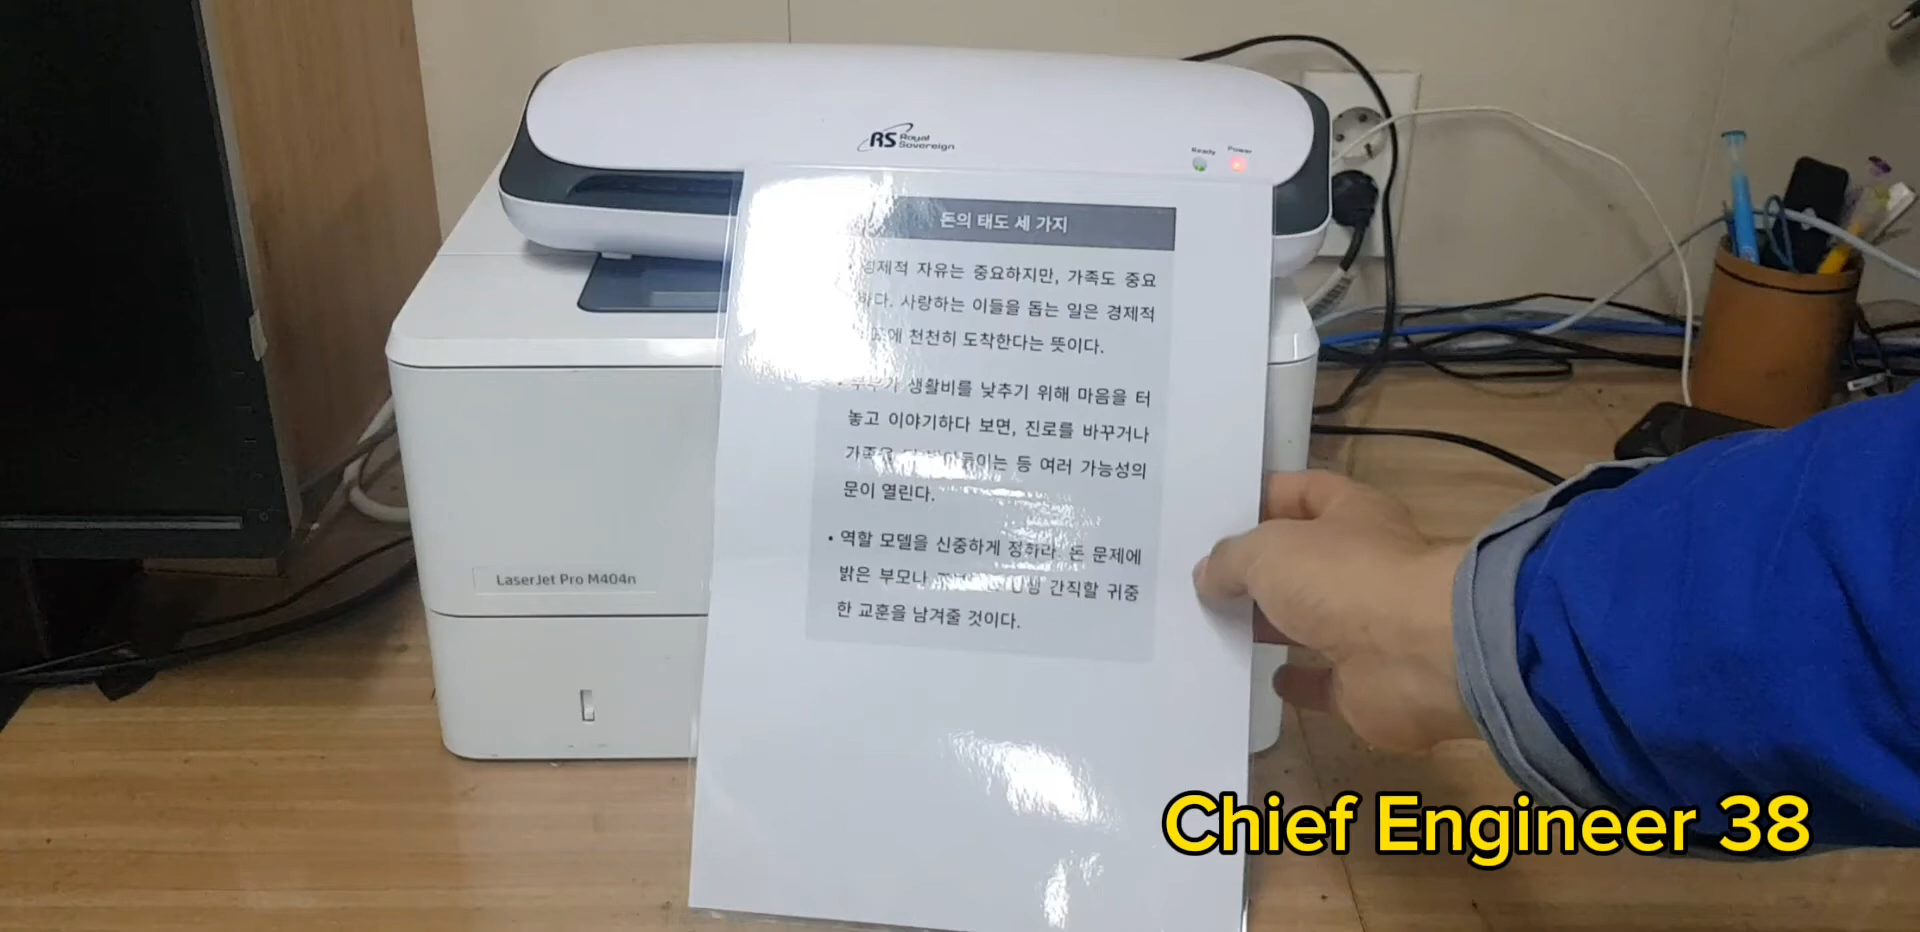 RS Royal Sovereign
Ready Power
돈의 태도 세 가지
자유는 중요하지만, 가족도 중요
사랑하는 이들을 돕는 일은 경제적
천천히 도착한다는 뜻이다.
생활비를 낮추기 위해 마음을 터
놓고 이야기하다 보면, 진로를 바꾸거나
등 여러 가능성의
문이 열린다.
• 역할 모델을 신중하게 정하라. 돈 문제에
밝은 부모나 간직할 귀중
한 교훈을 남겨줄 것이다.
LaserJet Pro M404n
Chief Engineer 38